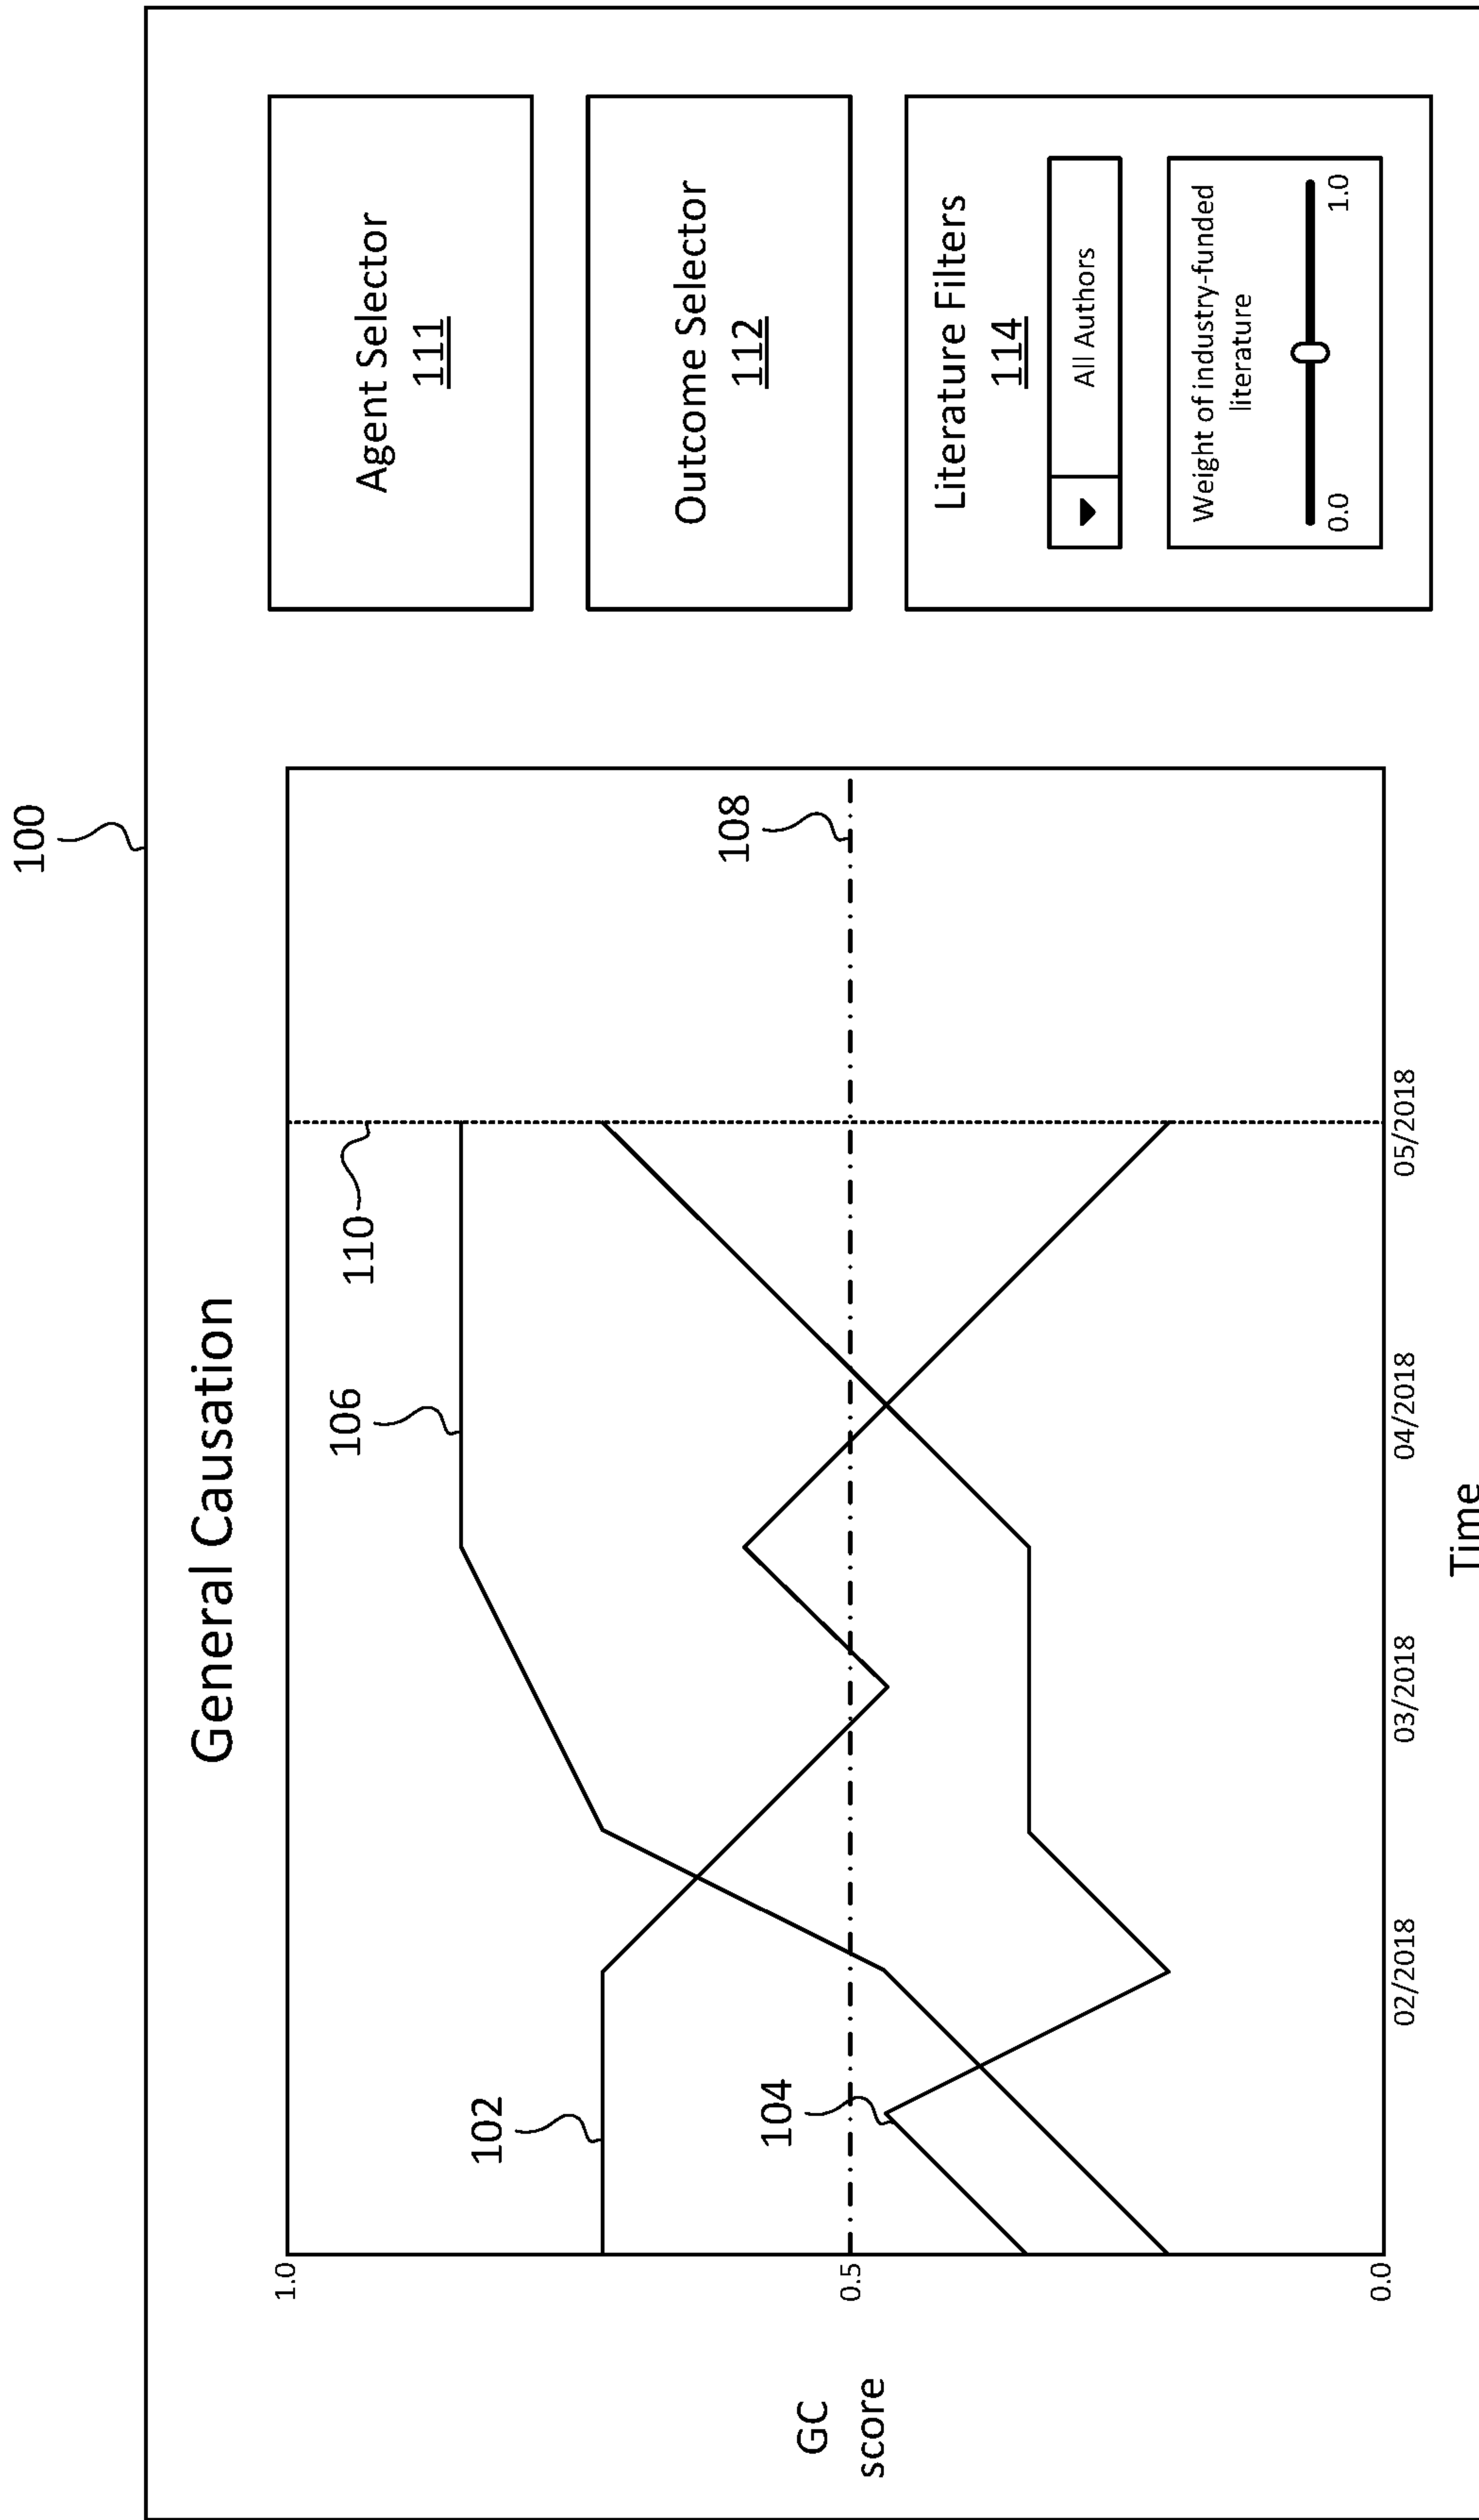 100
General Causation
GC
score
1.0
0.5
0.0
102
104
106
110
108
02/2018
03/2018
04/2018
05/2018
Time
Agent Selector
111
Outcome Selector
112
Literature Filters
114
All Authors
Weight of industry-funded
literature
0.0
1.0